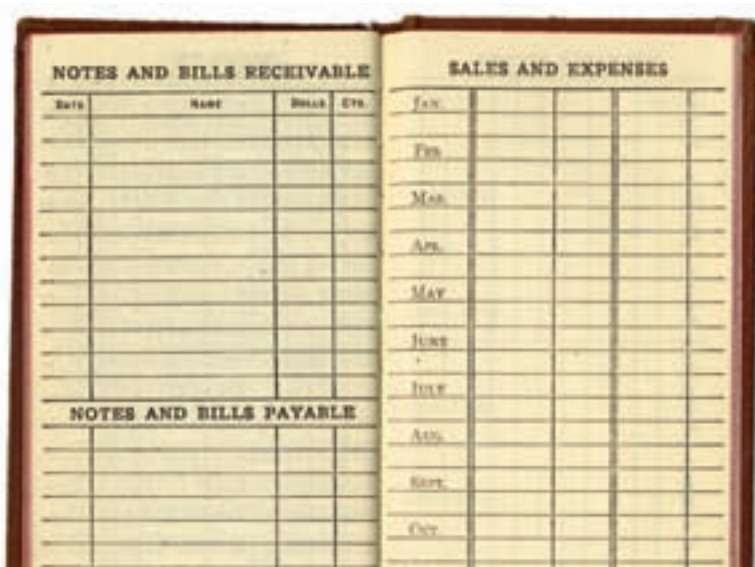 NOTES AND BILLS RECEIVABLE
DATE NAME DOLLS CTS.
NOTES AND BILLS PAYABLE
SALES AND EXPENSES
JAN.
FEB.
MAR.
APR.
MAY
JUNE
JULY
AUG.
SEPT.
OCT.